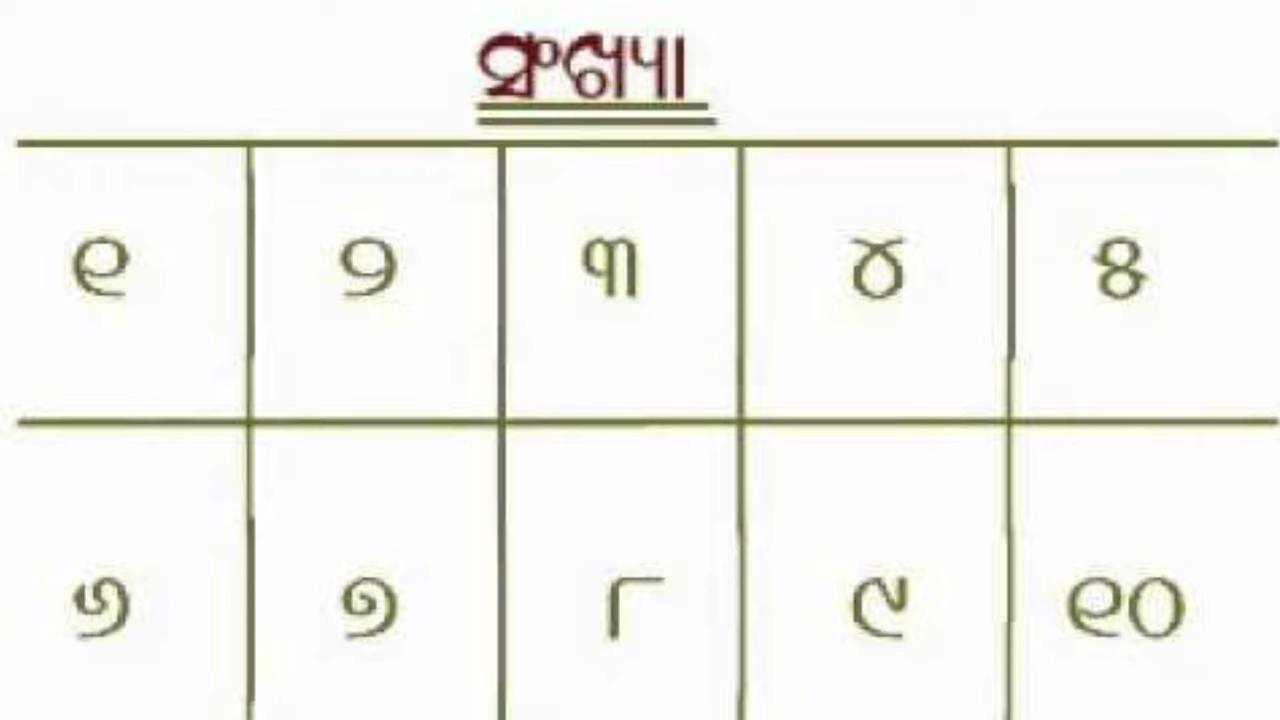 ସଂଖ୍ୟା
୧ ୨ ୩ ୪ ୫
୬ ୭ ୮ ୯ ୧୦